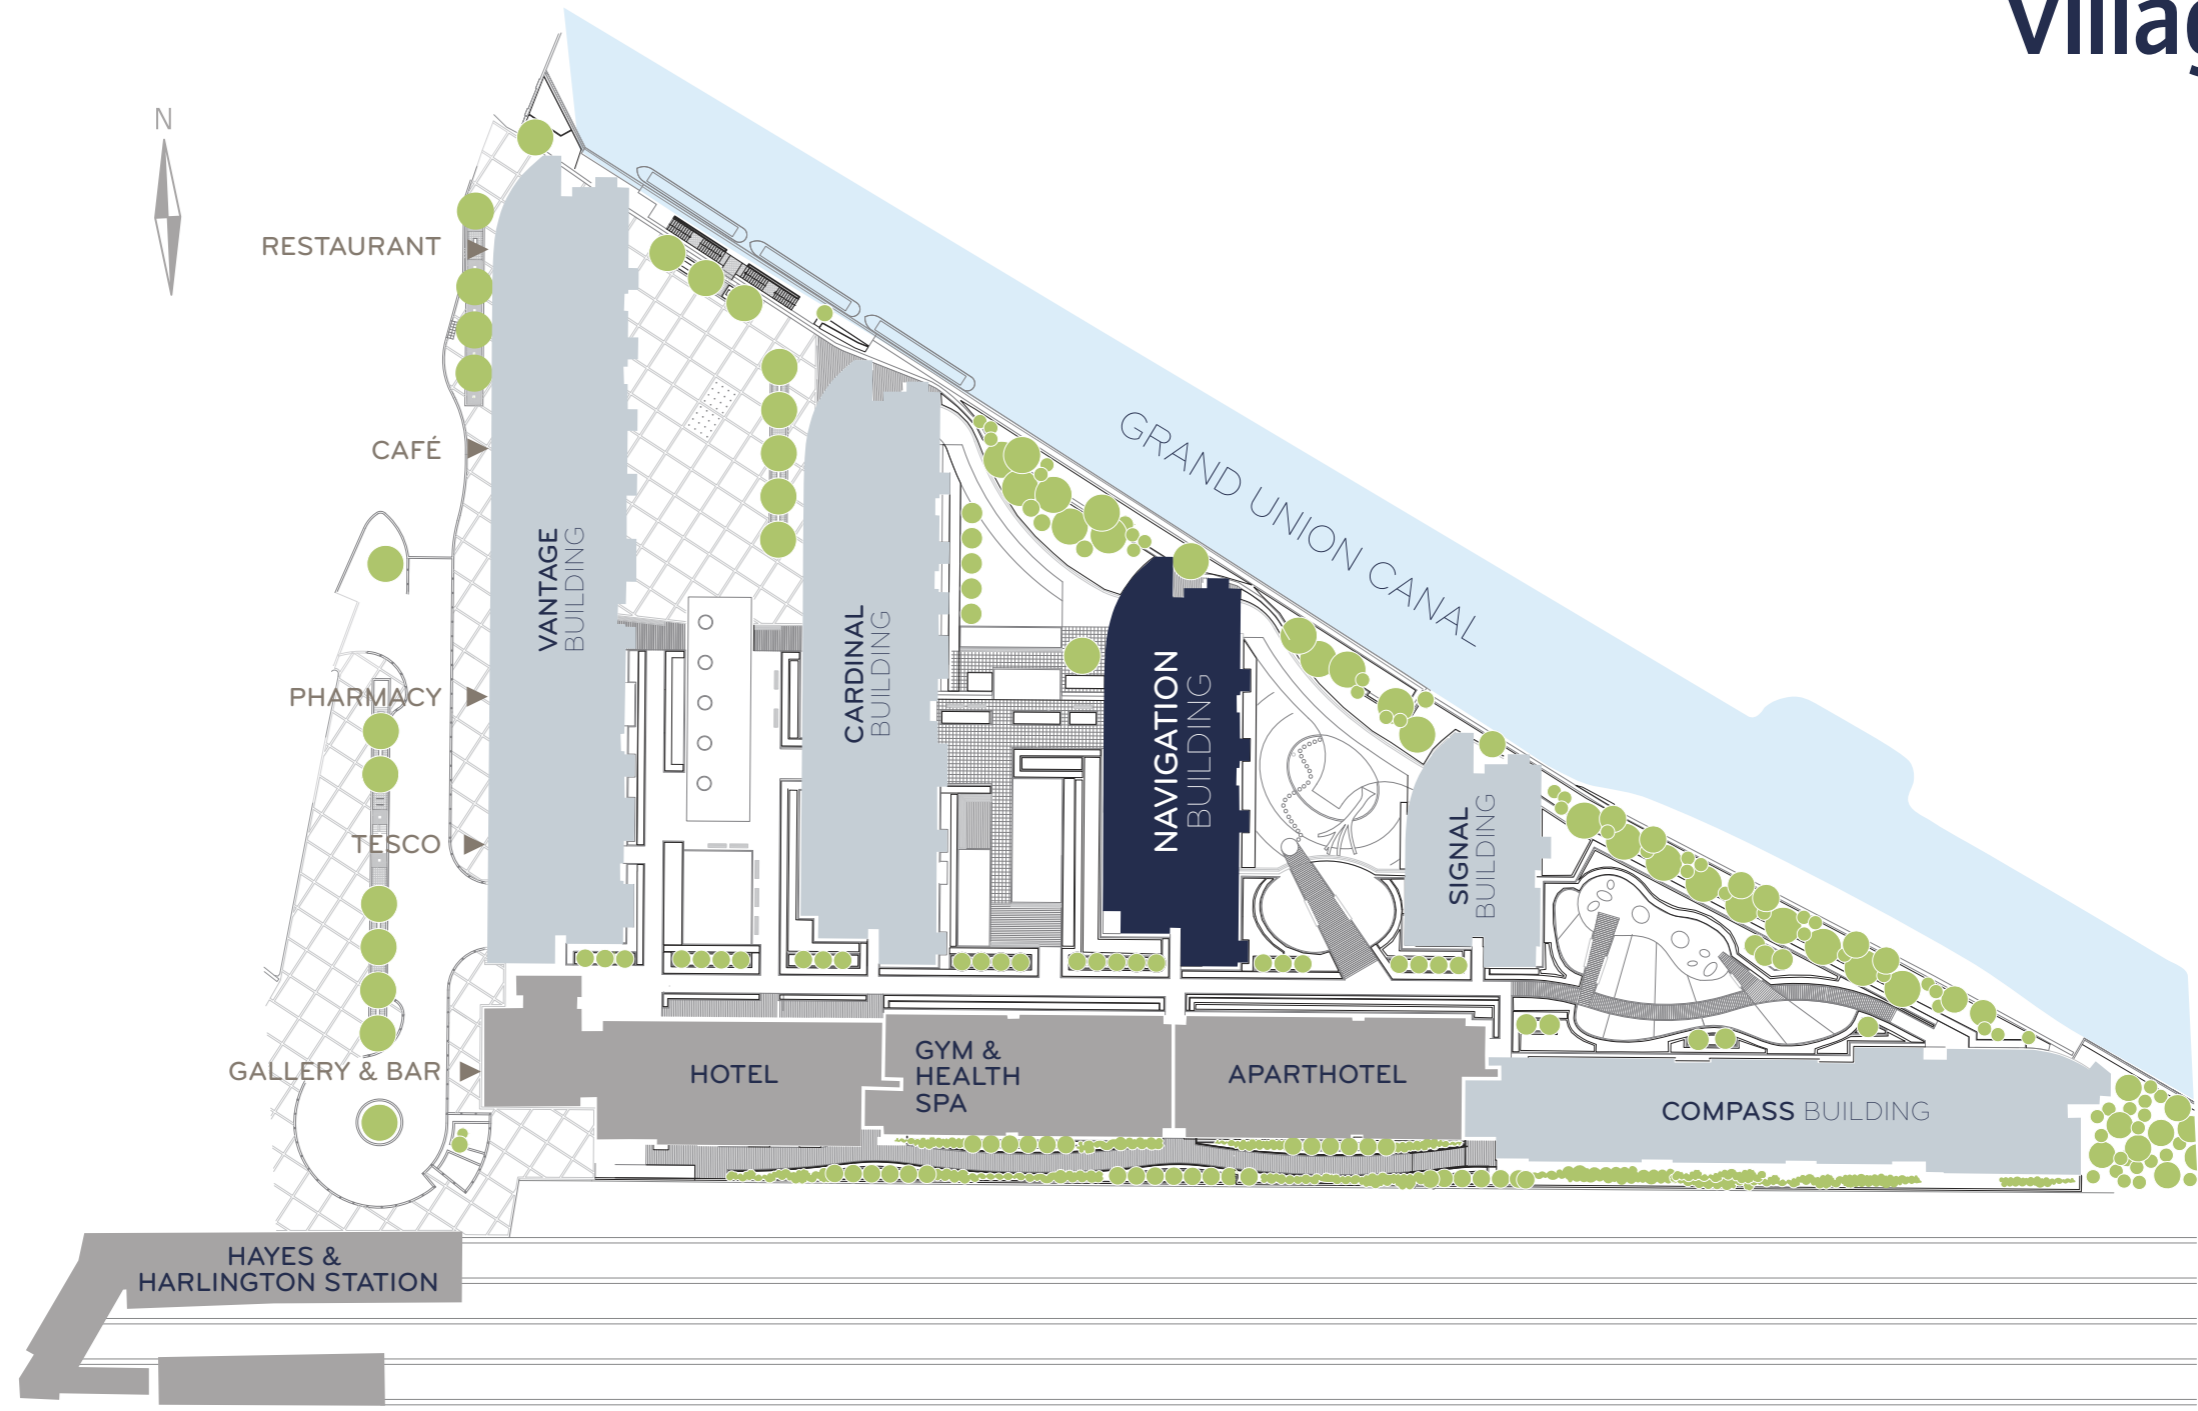 N
RESTAURANT
CAFÉ
PHARMACY
TESCO
GALLERY & BAR
VANTAGE
BUILDING
CARDINAL
BUILDING
NAVIGATION
BUILDING
SIGNAL
BUILDING
GRAND UNION CANAL
HOTEL
GYM &
HEALTH
SPA
APARTHOTEL
COMPASS BUILDING
HAYES &
HARLINGTON STATION